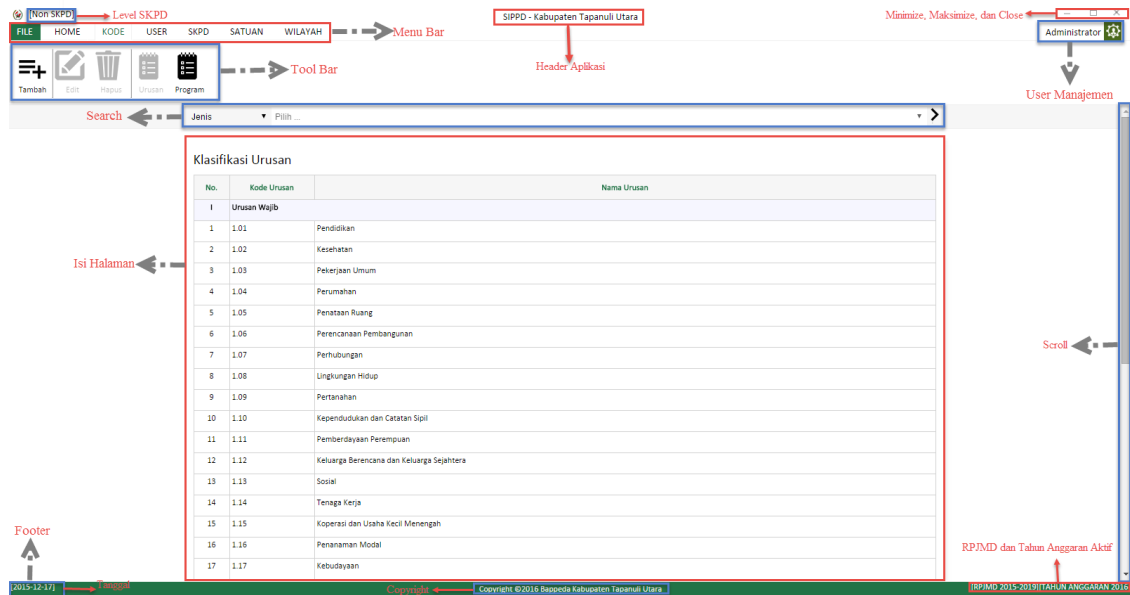 [Non SKPD] Level SKPD SIPPD - Kabupaten Tapanuli Utara Minimize, Maksimize, dan Close
FILE HOME KODE USER SKPD SATUAN WILAYAH Menu Bar Administrator
Header Aplikasi
Tool Bar
Tambah Edit Hapus Urusan Program
User Manajemen
Search Jenis Pilih ...
Klasifikasi Urusan
No. Kode Urusan Nama Urusan
I Urusan Wajib
1 1.01 Pendidikan
2 1.02 Kesehatan
Isi Halaman
3 1.03 Pekerjaan Umum
4 1.04 Perumahan
5 1.05 Penataan Ruang
6 1.06 Perencanaan Pembangunan
Scroll
7 1.07 Perhubungan
8 1.08 Lingkungan Hidup
9 1.09 Pertanahan
10 1.10 Kependudukan dan Catatan Sipil
11 1.11 Pemberdayaan Perempuan
12 1.12 Keluarga Berencana dan Keluarga Sejahtera
13 1.13 Sosial
14 1.14 Tenaga Kerja
15 1.15 Koperasi dan Usaha Kecil Menengah
Footer
16 1.16 Penanaman Modal
RPJMD dan Tahun Anggaran Aktif
17 1.17 Kebudayaan
[2015-12-17] Tanggal Copyright Copyright ©2016 Bappeda Kabupaten Tapanuli Utara [RPJMD 2015-2019][TAHUN ANGGARAN 2016